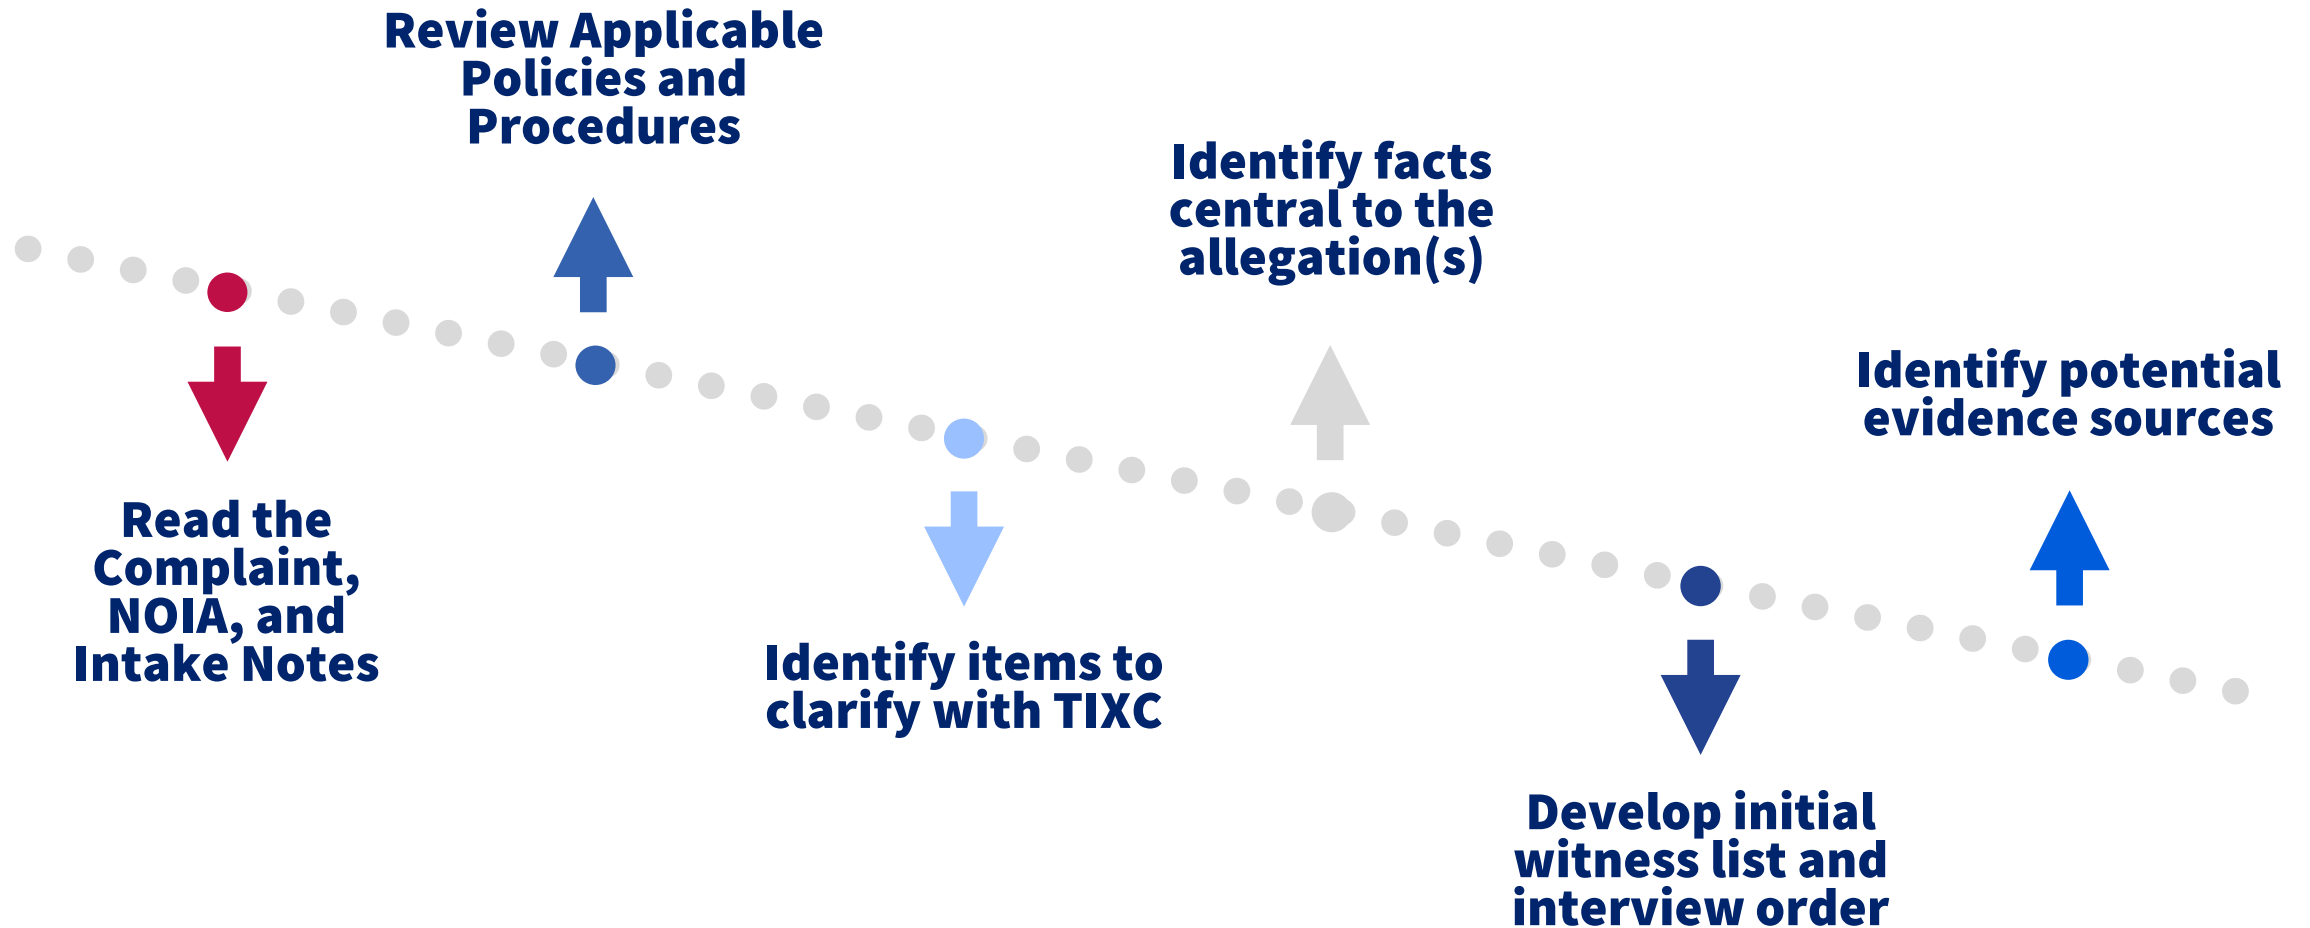 Review Applicable
Policies and
Procedures
Identify facts
central to the
allegation(s)
Identify potential
evidence sources
Read the
Complaint,
NOIA, and
Intake Notes
Identify items to
clarify with TIXC
Develop initial
witness list and
interview order